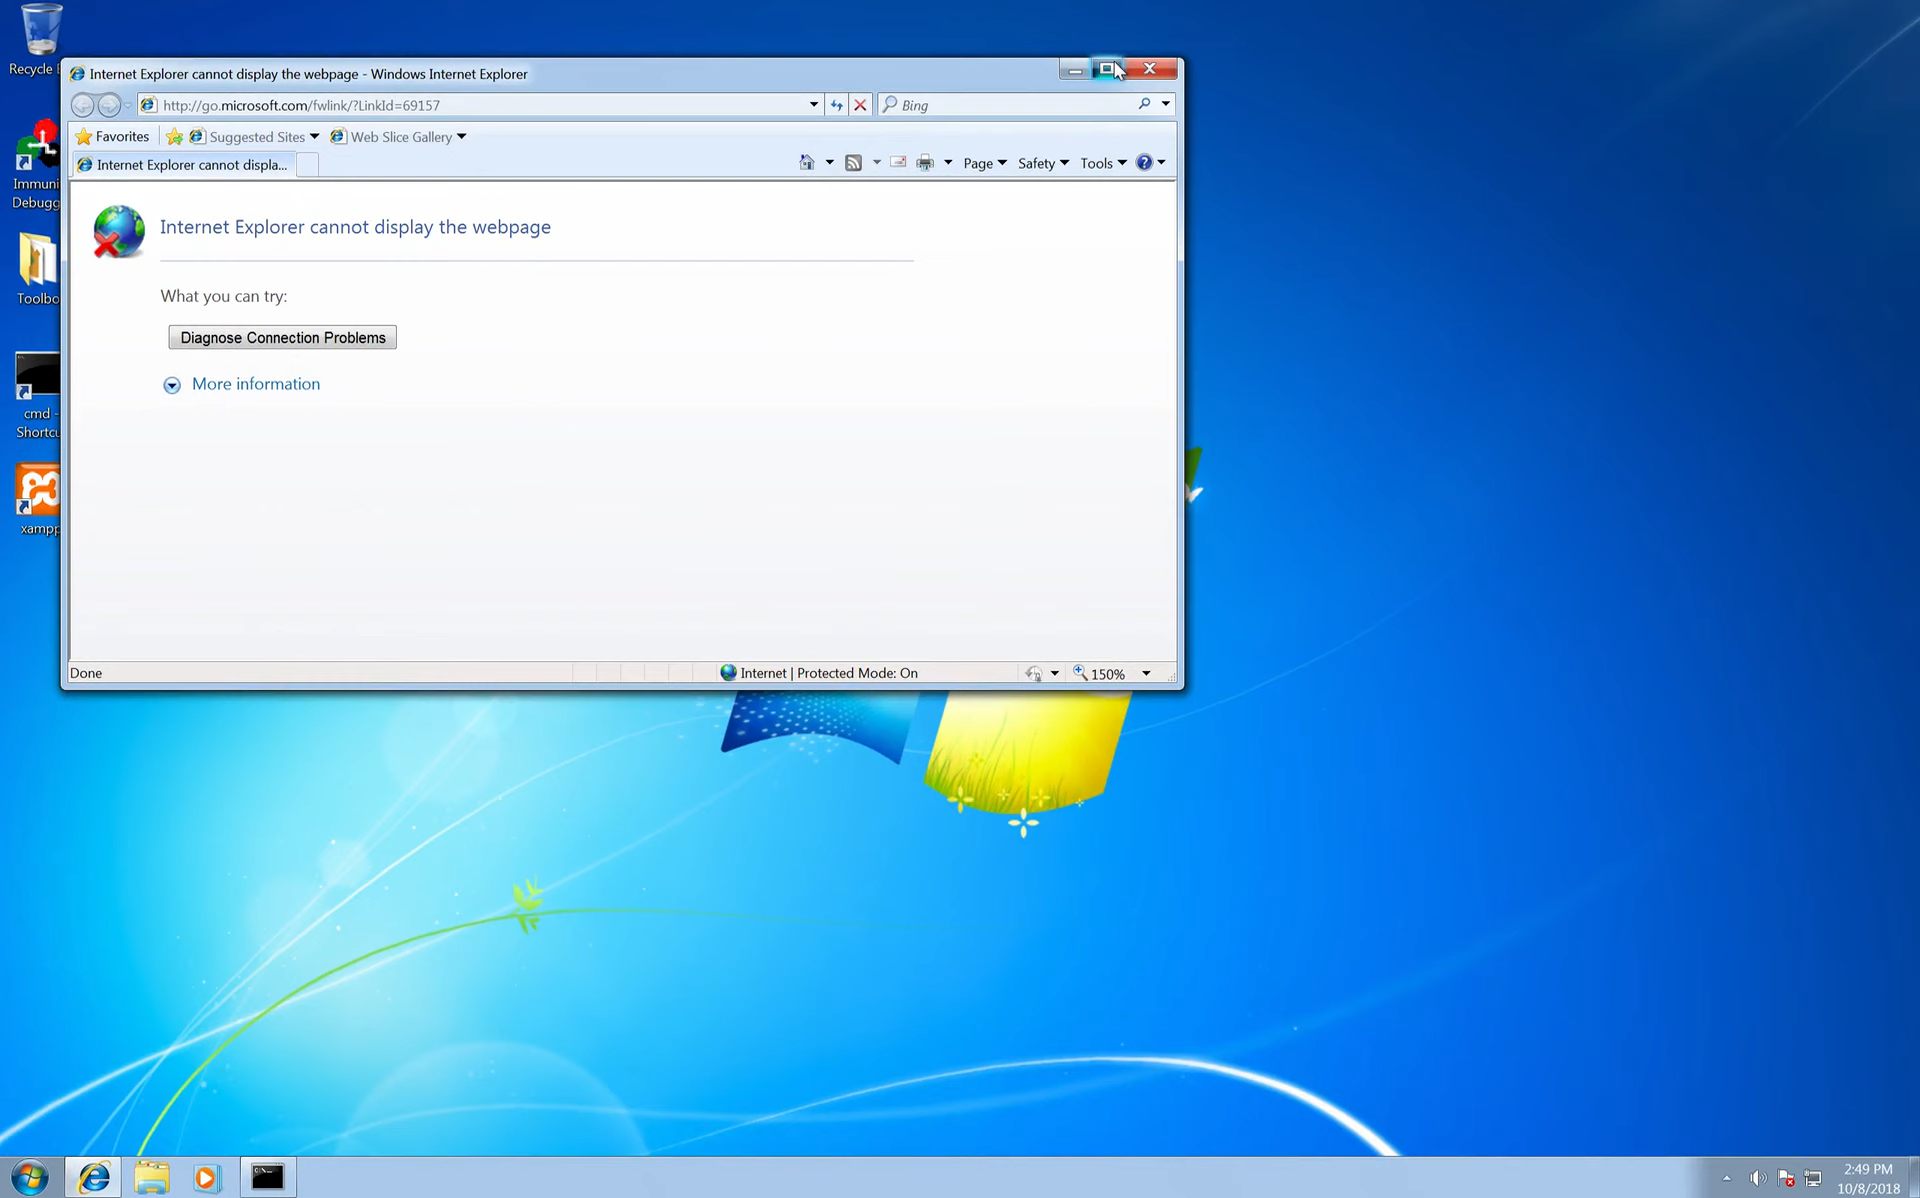 Recycle
Immuni
Debugg
Toolbo
cmd -
Shortcu
xampp
Internet Explorer cannot display the webpage - Windows Internet Explorer
http://go.microsoft.com/fwlink/?LinkId=69157
Bing
Favorites
Suggested Sites
Web Slice Gallery
Internet Explorer cannot displa...
Page
Safety
Tools
Internet Explorer cannot display the webpage
What you can try:
Diagnose Connection Problems
More information
Done
Internet | Protected Mode: On
150%
2:49 PM
10/8/2018